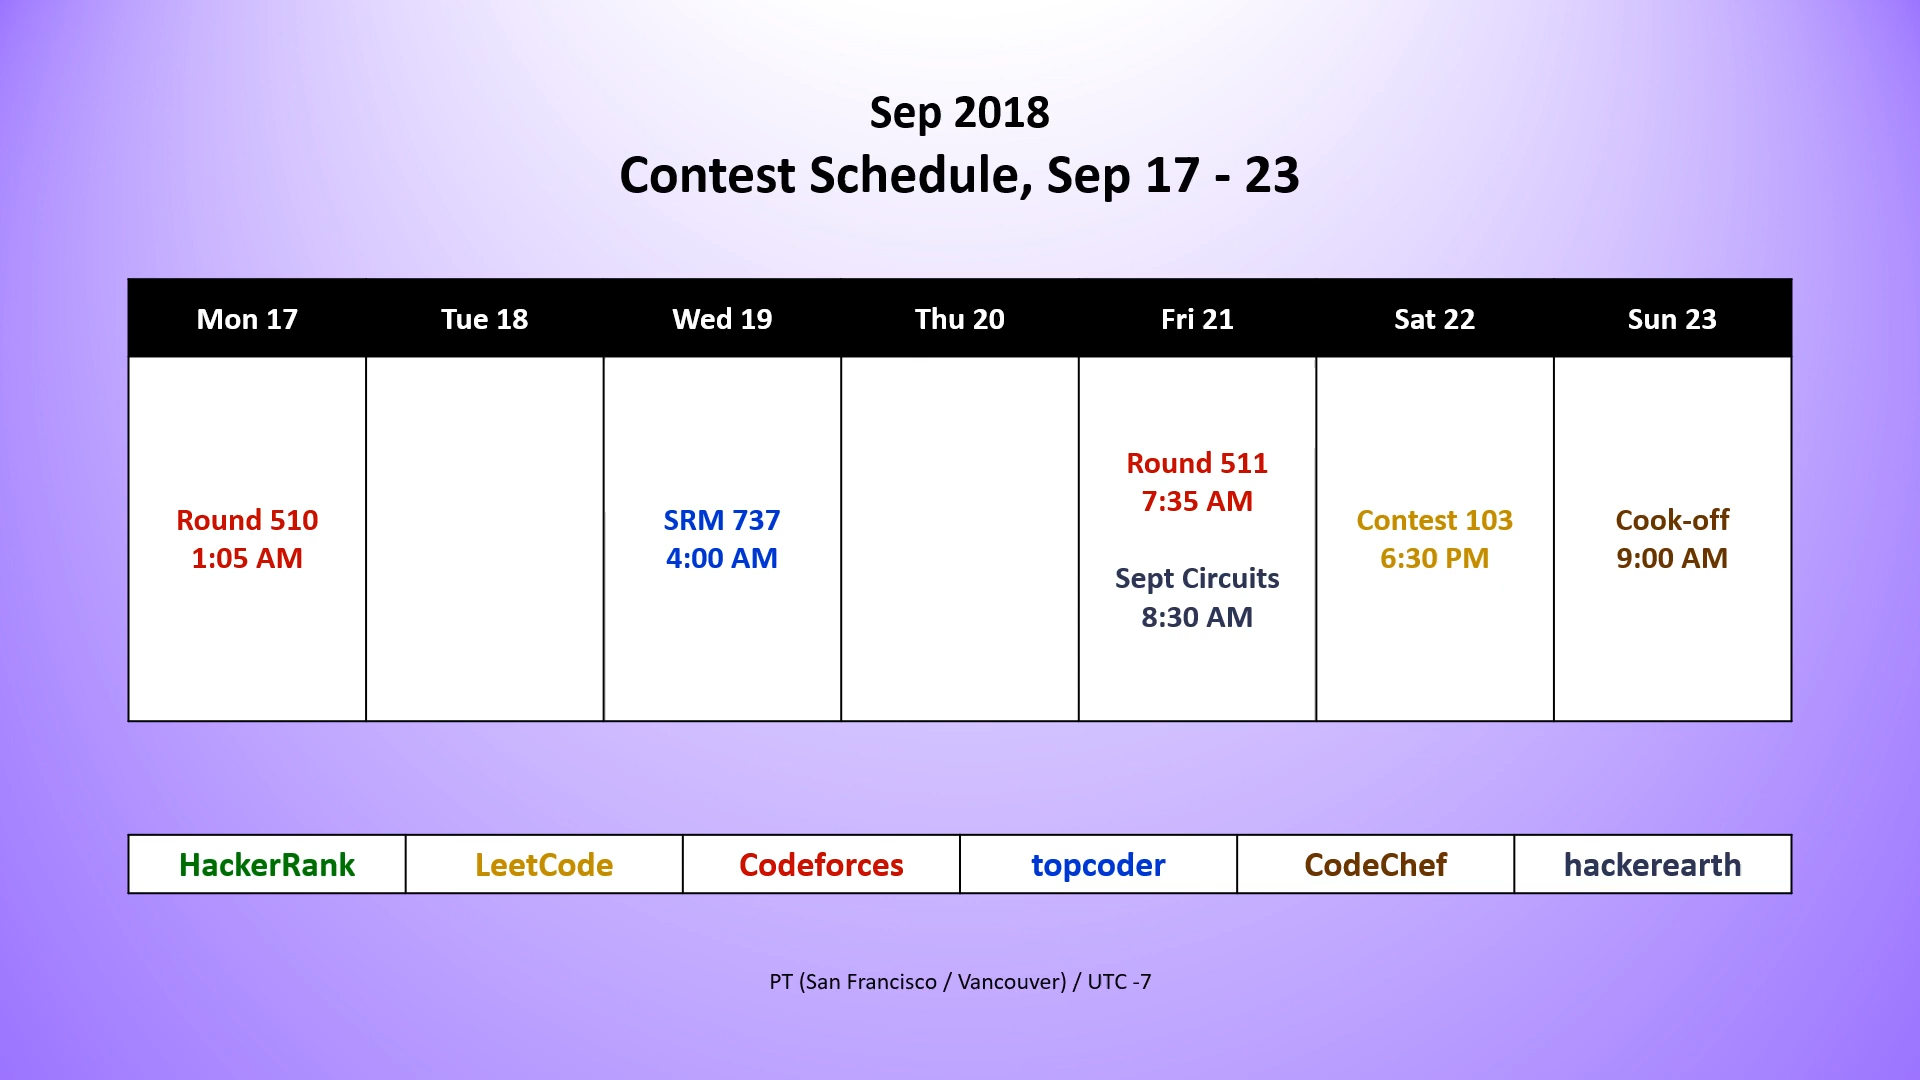 Sep 2018
Contest Schedule, Sep 17 - 23
Mon 17
Tue 18
Wed 19
Thu 20
Fri 21
Sat 22
Sun 23
Round 510
1:05 AM
SRM 737
4:00 AM
Round 511
7:35 AM
Sept Circuits
8:30 AM
Contest 103
6:30 PM
Cook-off
9:00 AM
HackerRank
LeetCode
Codeforces
topcoder
CodeChef
hackerearth
PT (San Francisco / Vancouver) / UTC -7